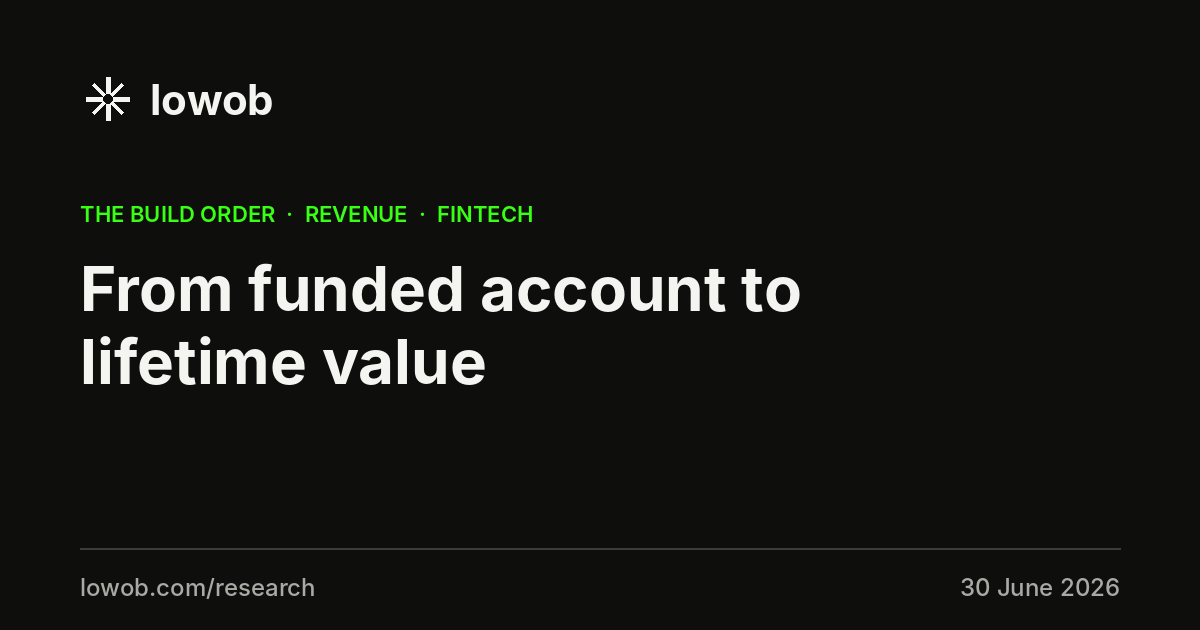 lowob
THE BUILD ORDER · REVENUE · FINTECH
From funded account to
lifetime value
lowob.com/research
30 June 2026